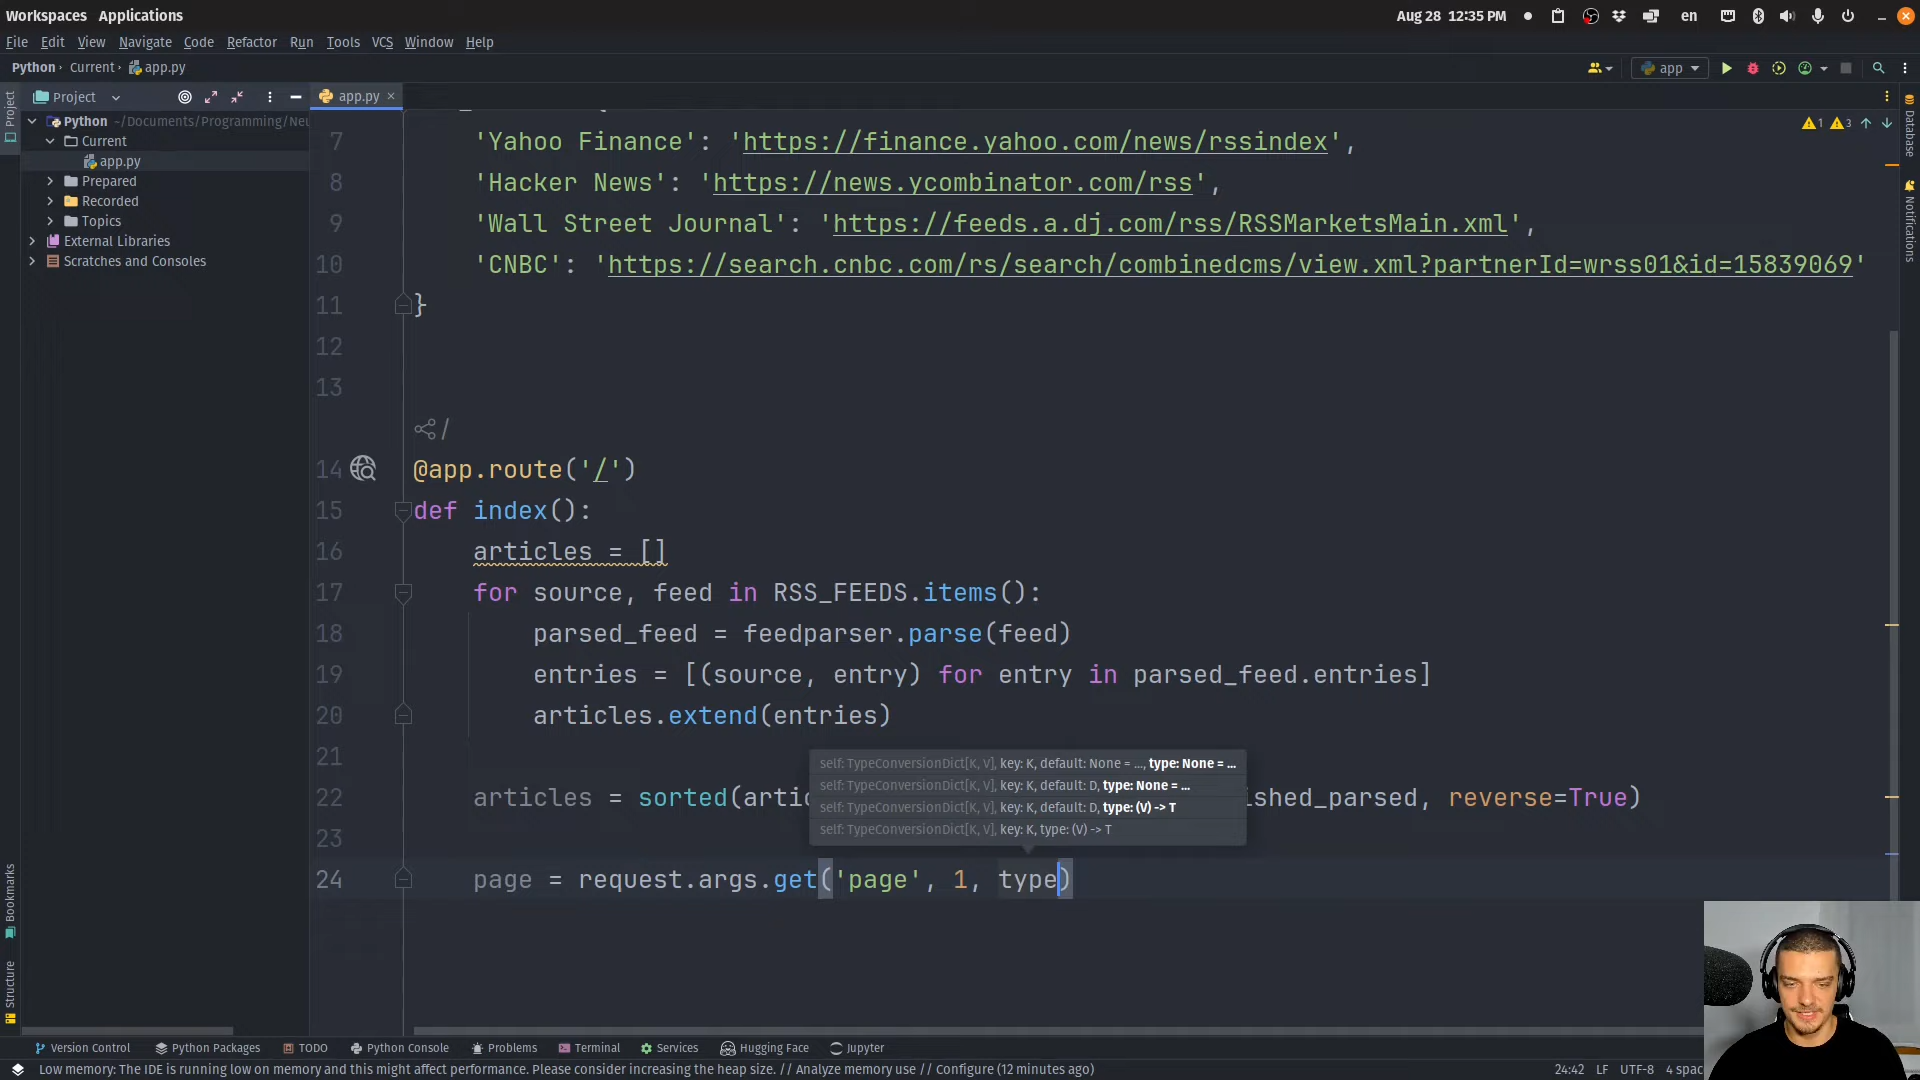 Workspaces Applications
Aug 28 12:35 PM
en
File Edit View Navigate Code Refactor Run Tools VCS Window Help
Python Current app.py
app
Project
app.py
Project
Python ~/Documents/Programming/Neu
Current
app.py
Prepared
Recorded
Topics
External Libraries
Scratches and Consoles
1 3
Database
Notifications
Bookmarks
Structure
7 'Yahoo Finance': 'https://finance.yahoo.com/news/rssindex',
8 'Hacker News': 'https://news.ycombinator.com/rss',
9 'Wall Street Journal': 'https://feeds.a.dj.com/rss/RSSMarketsMain.xml',
10 'CNBC': 'https://search.cnbc.com/rs/search/combinedcms/view.xml?partnerId=wrss01&id=15839069'
11 }
12
13
/
14 @app.route('/')
15 def index():
16 articles = []
17 for source, feed in RSS_FEEDS.items():
18 parsed_feed = feedparser.parse(feed)
19 entries = [(source, entry) for entry in parsed_feed.entries]
20 articles.extend(entries)
21
self: TypeConversionDict[K, V], key: K, default: None = ..., type: None = ...
self: TypeConversionDict[K, V], key: K, default: D, type: None = ...
self: TypeConversionDict[K, V], key: K, default: D, type: (V) -> T
self: TypeConversionDict[K, V], key: K, type: (V) -> T
22 articles = sorted(artic ished_parsed, reverse=True)
23
24 page = request.args.get('page', 1, type)
Version Control Python Packages TODO Python Console Problems Terminal Services Hugging Face Jupyter
Low memory: The IDE is running low on memory and this might affect performance. Please consider increasing the heap size. // Analyze memory use // Configure (12 minutes ago)
24:42 LF UTF-8 4 spac